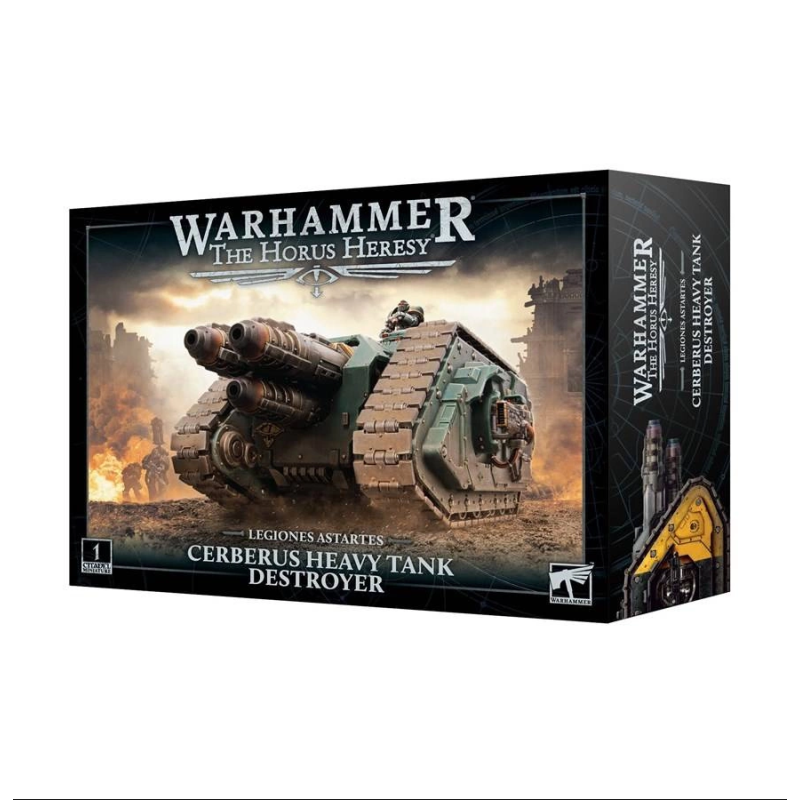 WARHAMMER
THE HORUS HERESY
LEGIONES ASTARTES
CERBERUS HEAVY TANK
DESTROYER
1
CITADEL
MINIATURE
WARHAMMER
WARHAMMER
THE HORUS HERESY
LEGIONES ASTARTES
CERBERUS HEAVY TANK
DESTROYER